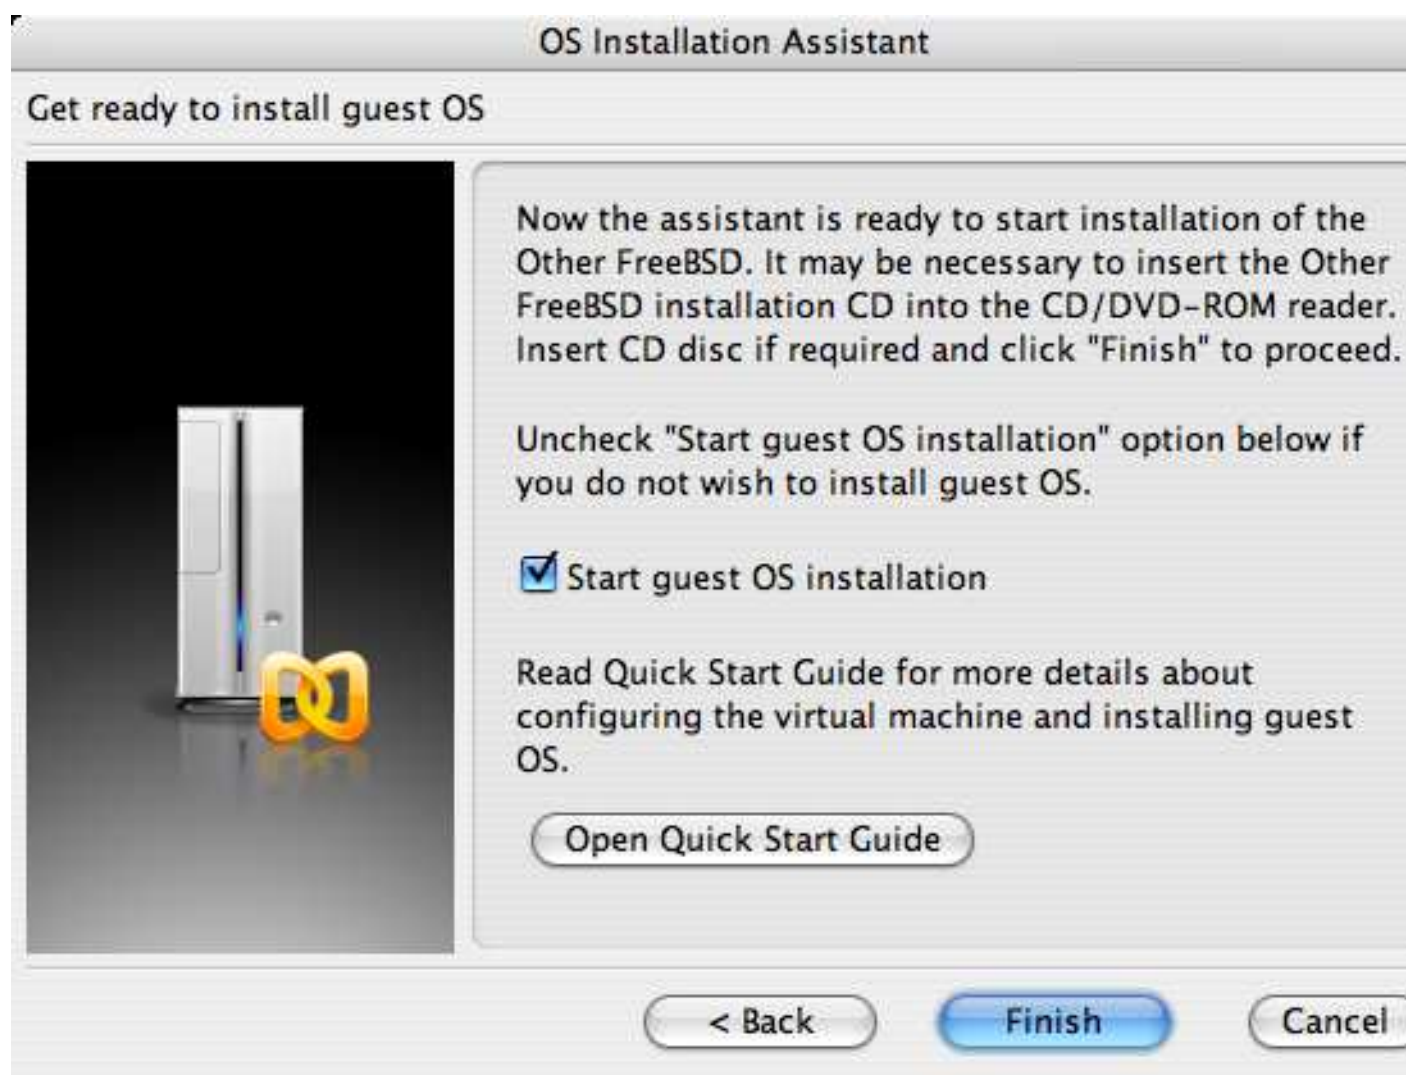 OS Installation Assistant
Get ready to install guest OS
Now the assistant is ready to start installation of the
Other FreeBSD. It may be necessary to insert the Other
FreeBSD installation CD into the CD/DVD-ROM reader.
Insert CD disc if required and click "Finish" to proceed.
Uncheck "Start guest OS installation" option below if
you do not wish to install guest OS.
Start guest OS installation
Read Quick Start Guide for more details about
configuring the virtual machine and installing guest
OS.
Open Quick Start Guide
< Back
Finish
Cancel